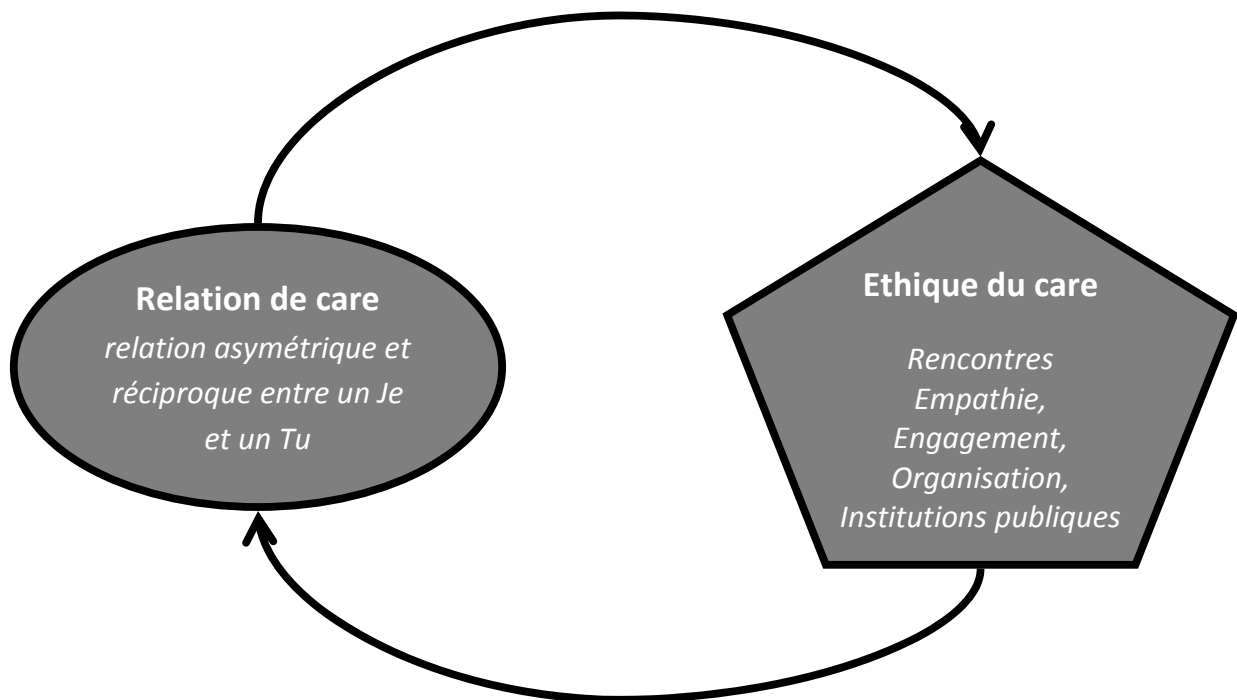 Relation de care
relation asymétrique et
réciproque entre un Je
et un Tu
Ethique du care
Rencontres
Empathie,
Engagement,
Organisation,
Institutions publiques